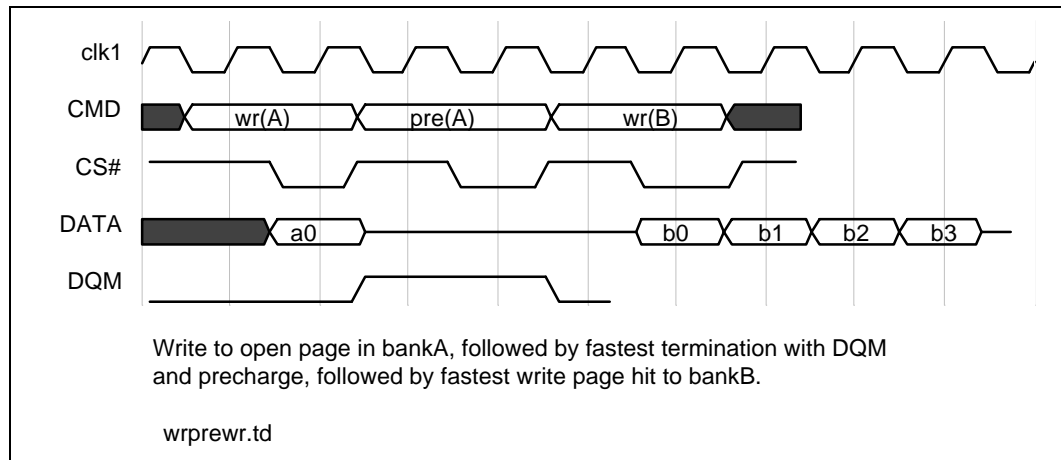 clk1
CMD wr(A) pre(A) wr(B)
CS#
DATA a0 b0 b1 b2 b3
DQM
Write to open page in bankA, followed by fastest termination with DQM
and precharge, followed by fastest write page hit to bankB.
wrprewr.td